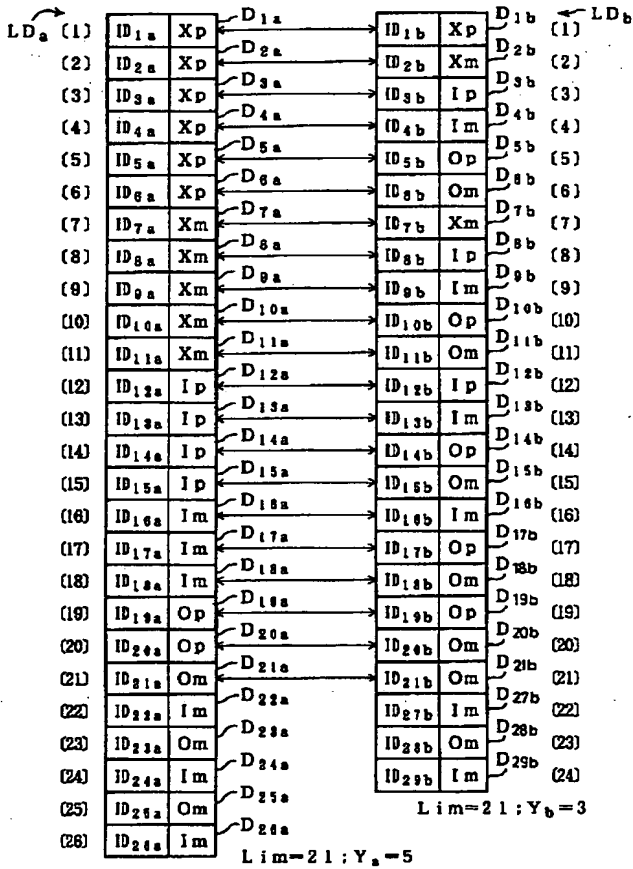 LDₐ (1) ID₁ₐ Xp D₁ₐ ID₁b Xp D₁b (1) LDb
(2) ID₂ₐ Xp D₂ₐ ID₂b Xm D₂b (2)
(3) ID₃ₐ Xp D₃ₐ ID₃b Ip D₃b (3)
(4) ID₄ₐ Xp D₄ₐ ID₄b Im D₄b (4)
(5) ID₅ₐ Xp D₅ₐ ID₅b Op D₅b (5)
(6) ID₆ₐ Xp D₆ₐ ID₆b Om D₆b (6)
(7) ID₇ₐ Xm D₇ₐ ID₇b Xm D₇b (7)
(8) ID₈ₐ Xm D₈ₐ ID₈b Ip D₈b (8)
(9) ID₉ₐ Xm D₉ₐ ID₉b Im D₉b (9)
(10) ID₁₀ₐ Xm D₁₀ₐ ID₁₀b Op D₁₀b (10)
(11) ID₁₁ₐ Xm D₁₁ₐ ID₁₁b Om D₁₁b (11)
(12) ID₁₂ₐ Ip D₁₂ₐ ID₁₂b Ip D₁₂b (12)
(13) ID₁₃ₐ Ip D₁₃ₐ ID₁₃b Im D₁₃b (13)
(14) ID₁₄ₐ Ip D₁₄ₐ ID₁₄b Op D₁₄b (14)
(15) ID₁₅ₐ Ip D₁₅ₐ ID₁₅b Om D₁₅b (15)
(16) ID₁₆ₐ Im D₁₆ₐ ID₁₆b Im D₁₆b (16)
(17) ID₁₇ₐ Im D₁₇ₐ ID₁₇b Op D₁₇b (17)
(18) ID₁₈ₐ Im D₁₈ₐ ID₁₈b Om D₁₈b (18)
(19) ID₁₉ₐ Op D₁₉ₐ ID₁₉b Op D₁₉b (19)
(20) ID₂₀ₐ Op D₂₀ₐ ID₂₀b Om D₂₀b (20)
(21) ID₂₁ₐ Om D₂₁ₐ ID₂₁b Om D₂₁b (21)
(22) ID₂₂ₐ Im D₂₂ₐ ID₂₇b Im D₂₇b (22)
(23) ID₂₃ₐ Om D₂₃ₐ ID₂₈b Om D₂₈b (23)
(24) ID₂₄ₐ Im D₂₄ₐ ID₂₉b Im D₂₉b (24)
(25) ID₂₅ₐ Om D₂₅ₐ Lim=21;Yb=3
(26) ID₂₆ₐ Im D₂₆ₐ
Lim=21;Yₐ=5